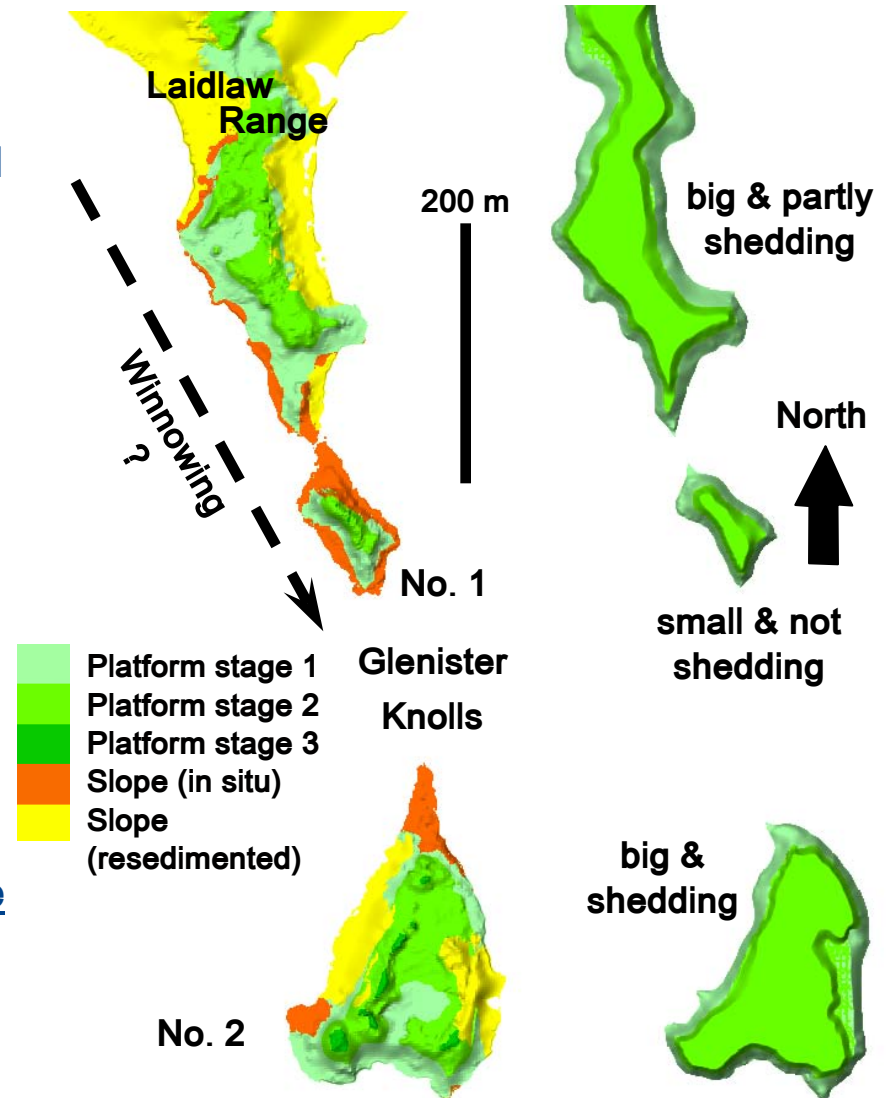 Laidlaw
Range
200 m
big & partly
shedding
Winnowing
?
North
No. 1
small & not
shedding
Glenister
Knolls
Platform stage 1
Platform stage 2
Platform stage 3
Slope (in situ)
Slope
(resedimented)
big &
shedding
No. 2
e